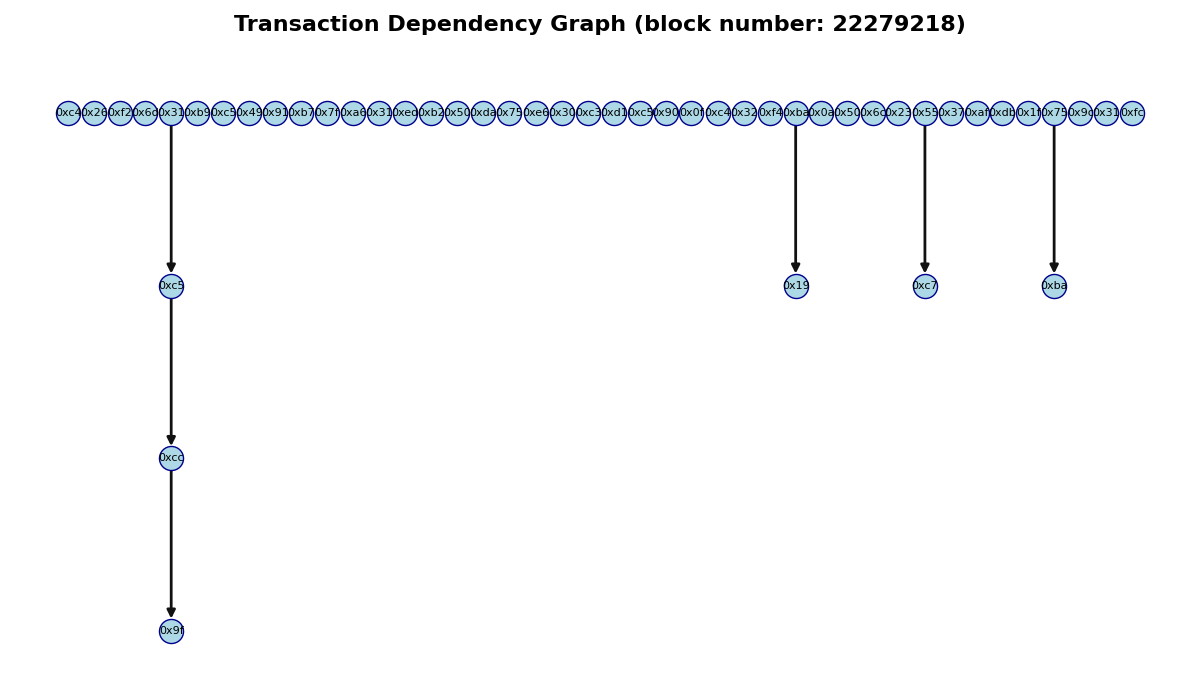 Transaction Dependency Graph (block number: 22279218)
0xc4 0x26 0xf2 0x6d 0x31 0xb9 0xc5 0x49 0x91 0xb7 0x7f 0xa6 0x31 0xed 0xb2 0x50 0xda 0x75 0xe6 0x30 0xc3 0xd1 0xc5 0x90 0x0f 0xc4 0x32 0xf4 0xba 0x0a 0x50 0x6c 0x23 0x55 0x37 0xaf 0xdb 0x1f 0x75 0x9c 0x31 0xfc
0xc5 0x19 0xc7 0xba
0xcc
0x9f